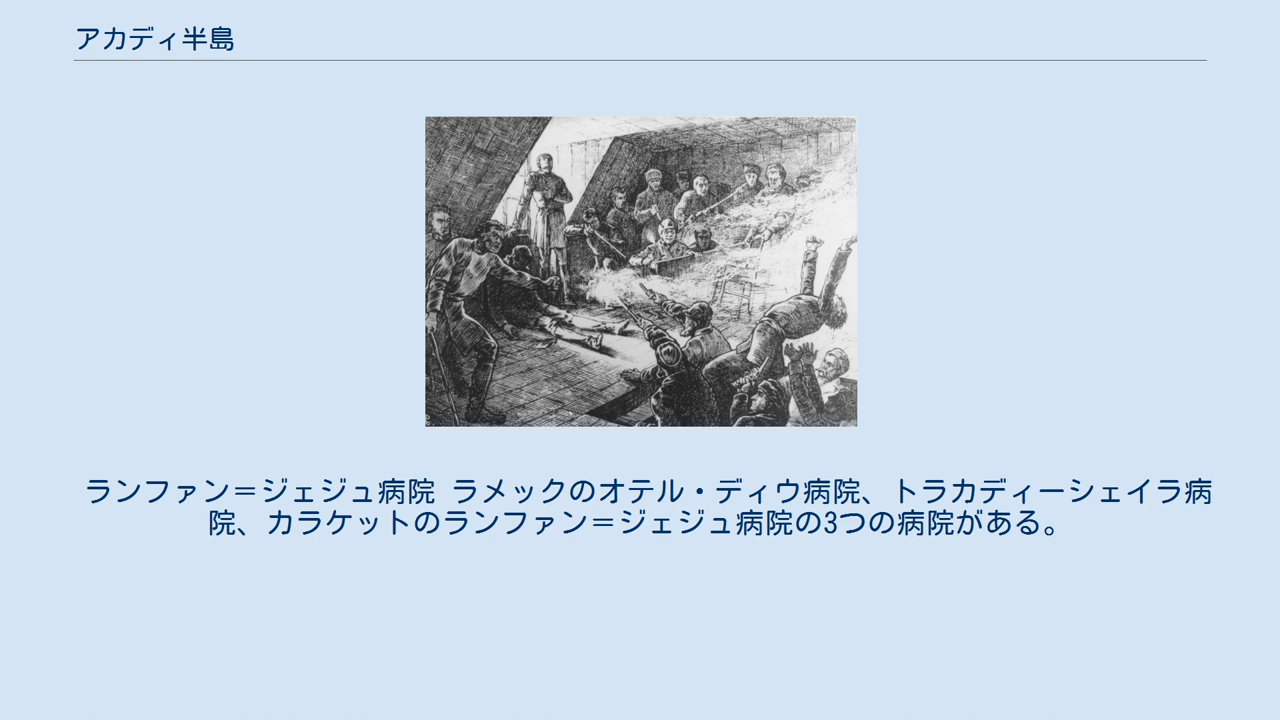 アカディ半島
ランファン＝ジェジュ病院 ラメックのオテル・ディウ病院、トラカディーシェイラ病
院、カラケットのランファン＝ジェジュ病院の3つの病院がある。